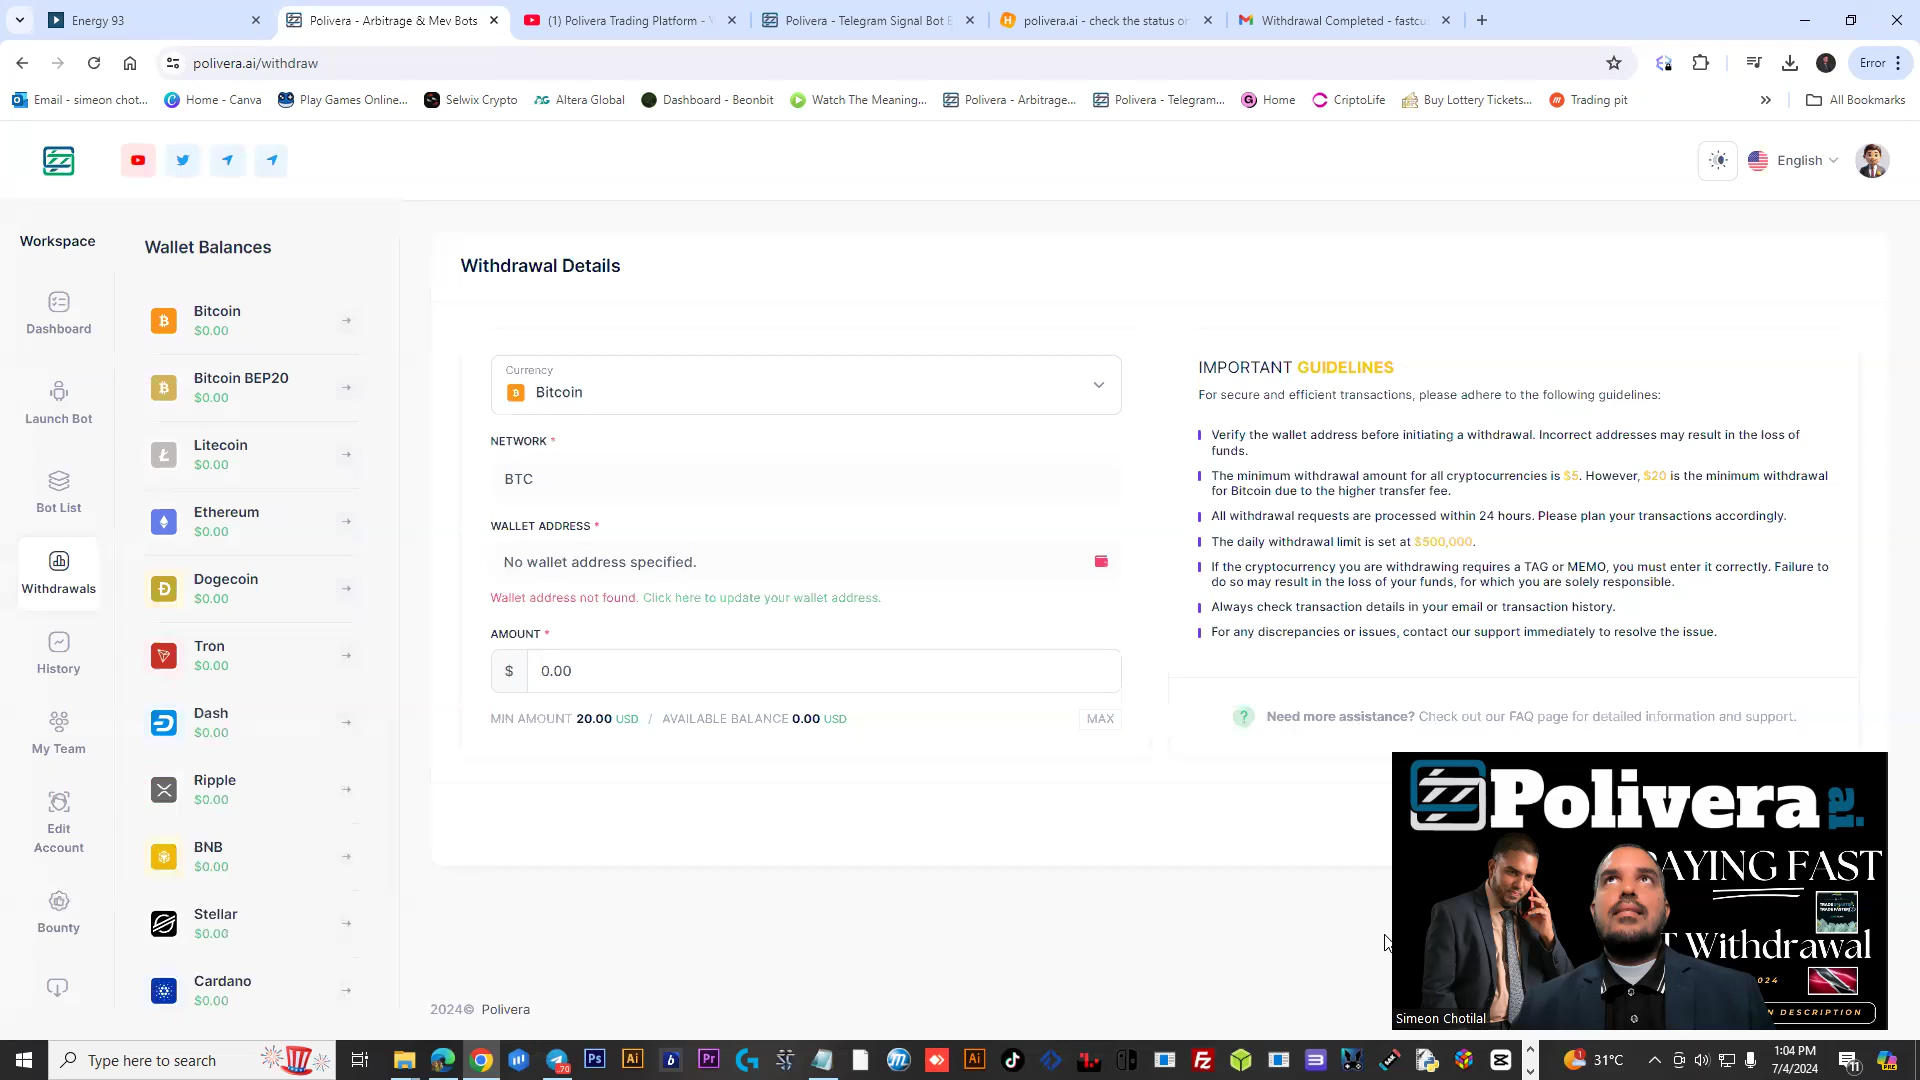 Energy 93
Polivera - Arbitrage & Mev Bots
(1) Polivera Trading Platform -
Polivera - Telegram Signal Bot
polivera.ai - check the status or
Withdrawal Completed - fastcu
polivera.ai/withdraw
Error
Email - simeon chot...
Home - Canva
Play Games Online...
Selwix Crypto
Altera Global
Dashboard - Beonbit
Watch The Meaning...
Polivera - Arbitrage...
Polivera - Telegram...
Home
CriptoLife
Buy Lottery Tickets...
Trading pit
All Bookmarks
English
Workspace
Dashboard
Launch Bot
Bot List
Withdrawals
History
My Team
Edit
Account
Bounty
Wallet Balances
Bitcoin
$0.00
Bitcoin BEP20
$0.00
Litecoin
$0.00
Ethereum
$0.00
Dogecoin
$0.00
Tron
$0.00
Dash
$0.00
Ripple
$0.00
BNB
$0.00
Stellar
$0.00
Cardano
$0.00
Withdrawal Details
Currency
Bitcoin
NETWORK *
BTC
WALLET ADDRESS *
No wallet address specified.
Wallet address not found. Click here to update your wallet address.
AMOUNT *
$ 0.00
MIN AMOUNT 20.00 USD / AVAILABLE BALANCE 0.00 USD
MAX
IMPORTANT GUIDELINES
For secure and efficient transactions, please adhere to the following guidelines:
Verify the wallet address before initiating a withdrawal. Incorrect addresses may result in the loss of
funds.
The minimum withdrawal amount for all cryptocurrencies is $5. However, $20 is the minimum withdrawal
for Bitcoin due to the higher transfer fee.
All withdrawal requests are processed within 24 hours. Please plan your transactions accordingly.
The daily withdrawal limit is set at $500,000.
If the cryptocurrency you are withdrawing requires a TAG or MEMO, you must enter it correctly. Failure to
do so may result in the loss of your funds, for which you are solely responsible.
Always check transaction details in your email or transaction history.
For any discrepancies or issues, contact our support immediately to resolve the issue.
Need more assistance? Check out our FAQ page for detailed information and support.
Polivera ai
AYING FAST
T Withdrawal
024
N DESCRIPTION
Simeon Chotilal
2024© Polivera
Type here to search
70
31°C
1:04 PM
7/4/2024
11